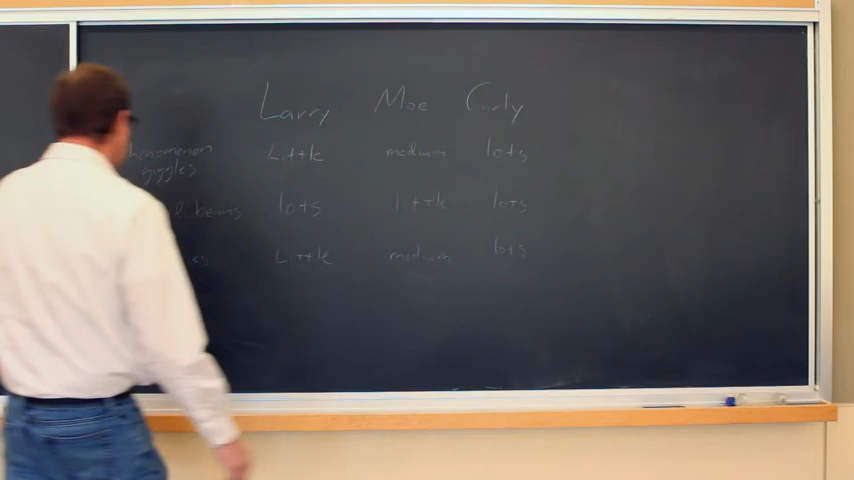 Larry Moe Curly
henomenon Little medium lots
giggles
beans lots little lots
Little medium lots